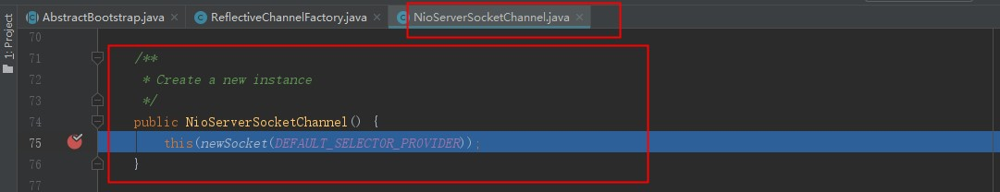 AbstractBootstrap.java × ReflectiveChannelFactory.java × NioServerSocketChannel.java ×
1: Project
70
71 /**
72 * Create a new instance
73 */
74 public NioServerSocketChannel() {
75 this(newSocket(DEFAULT_SELECTOR_PROVIDER));
76 }
77